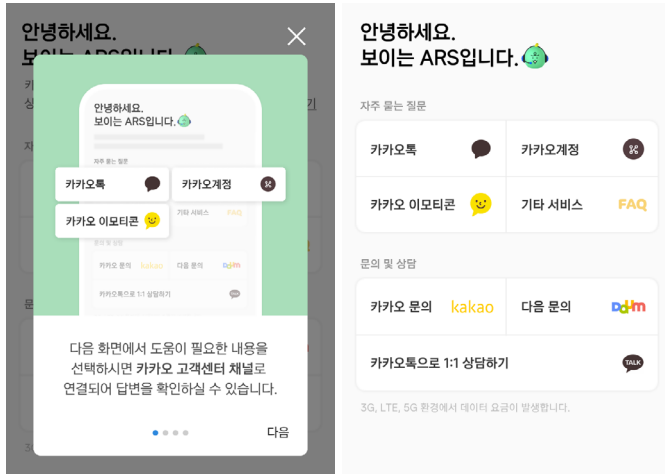 안녕하세요.
보이는 ARS입니다.
안녕하세요.
보이는 ARS입니다.
자주 묻는 질문
카카오톡
카카오계정
카카오 이모티콘
기타 서비스
FAQ
문의 및 상담
카카오 문의
kakao
다음 문의
Daum
카카오톡으로 1:1 상담하기
TALK
다음 화면에서 도움이 필요한 내용을
선택하시면 카카오 고객센터 채널로
연결되어 답변을 확인하실 수 있습니다.
다음
안녕하세요.
보이는 ARS입니다.
자주 묻는 질문
카카오톡
카카오계정
카카오 이모티콘
기타 서비스
FAQ
문의 및 상담
카카오 문의
kakao
다음 문의
Daum
카카오톡으로 1:1 상담하기
TALK
3G, LTE, 5G 환경에서 데이터 요금이 발생합니다.